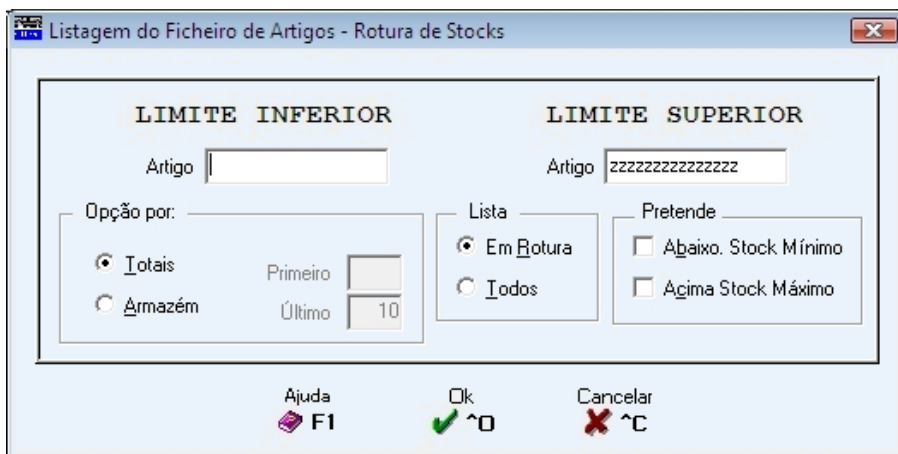 Listagem do Ficheiro de Artigos - Rotura de Stocks
LIMITE INFERIOR LIMITE SUPERIOR
Artigo Artigo zzzzzzzzzzzzzzz
Opção por: Lista Pretende
Totais Primeiro Em Rotura Abaixo. Stock Mínimo
Armazém Último 10 Todos Acima Stock Máximo
Ajuda Ok Cancelar
F1 ^O ^C